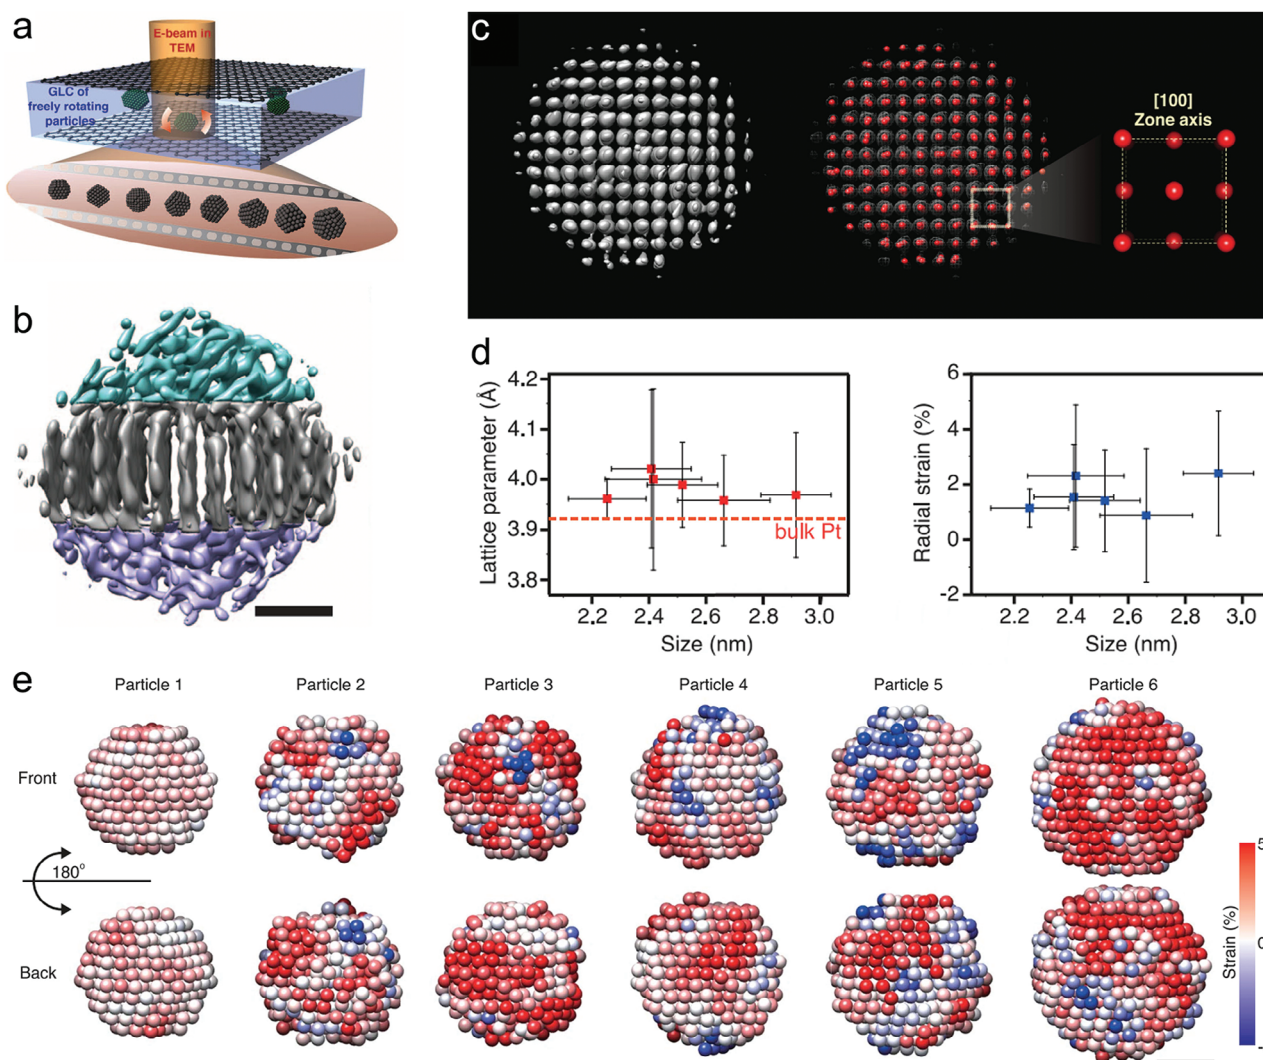 a
E-beam in
TEM
GLC of
freely rotating
particles
b
c
[100]
Zone axis
d
4.2
4.1
4.0
3.9
3.8
Lattice parameter (Å)
bulk Pt
2.2 2.4 2.6 2.8 3.0
Size (nm)
6
4
2
0
-2
Radial strain (%)
2.2 2.4 2.6 2.8 3.0
Size (nm)
e
Particle 1 Particle 2 Particle 3 Particle 4 Particle 5 Particle 6
Front
180°
Back
5
0
Strain (%)